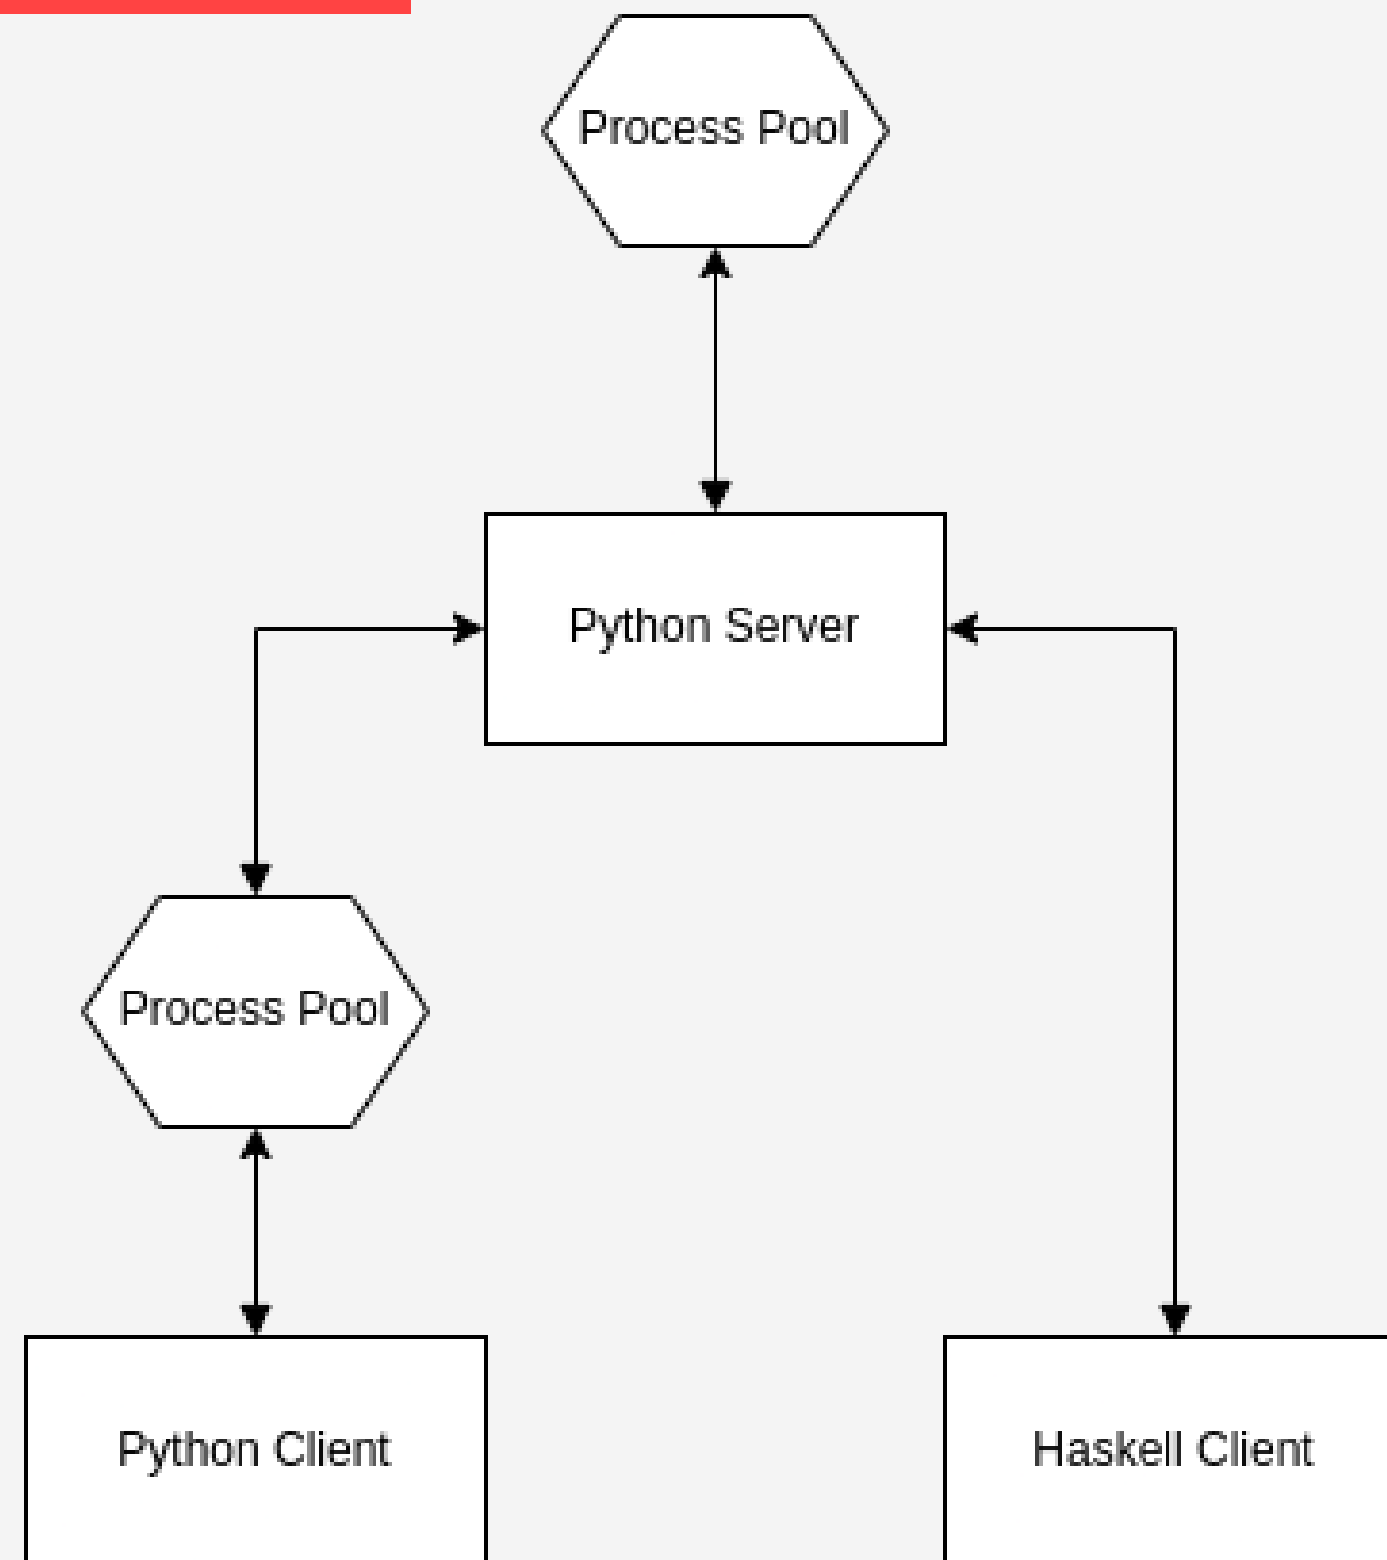 Process Pool
Python Server
Process Pool
Python Client
Haskell Client